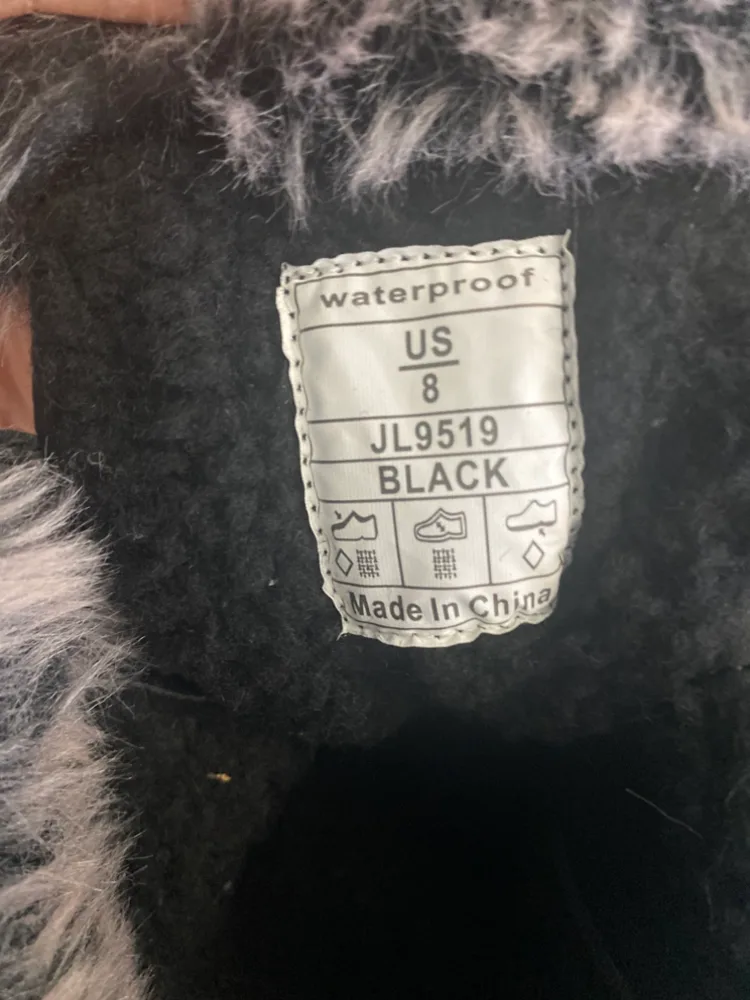 waterproof
US
8
JL9519
BLACK
Made In China